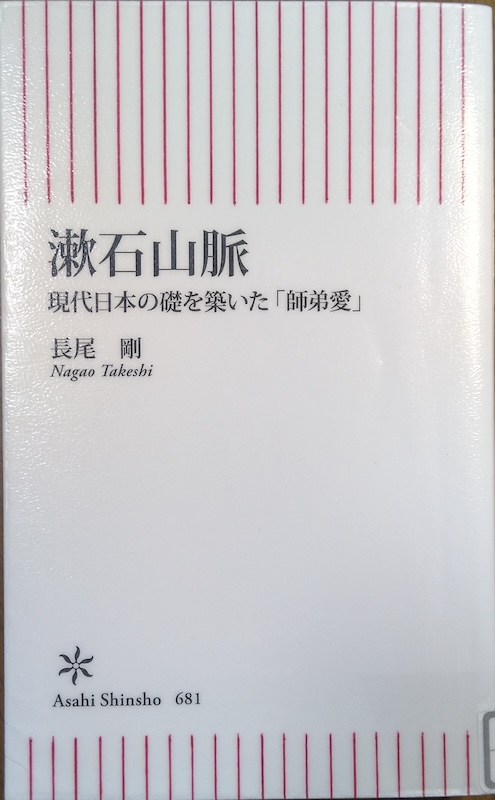 漱石山脈
現代日本の礎を築いた「師弟愛」
長尾 剛
Nagao Takeshi
Asahi Shinsho 681